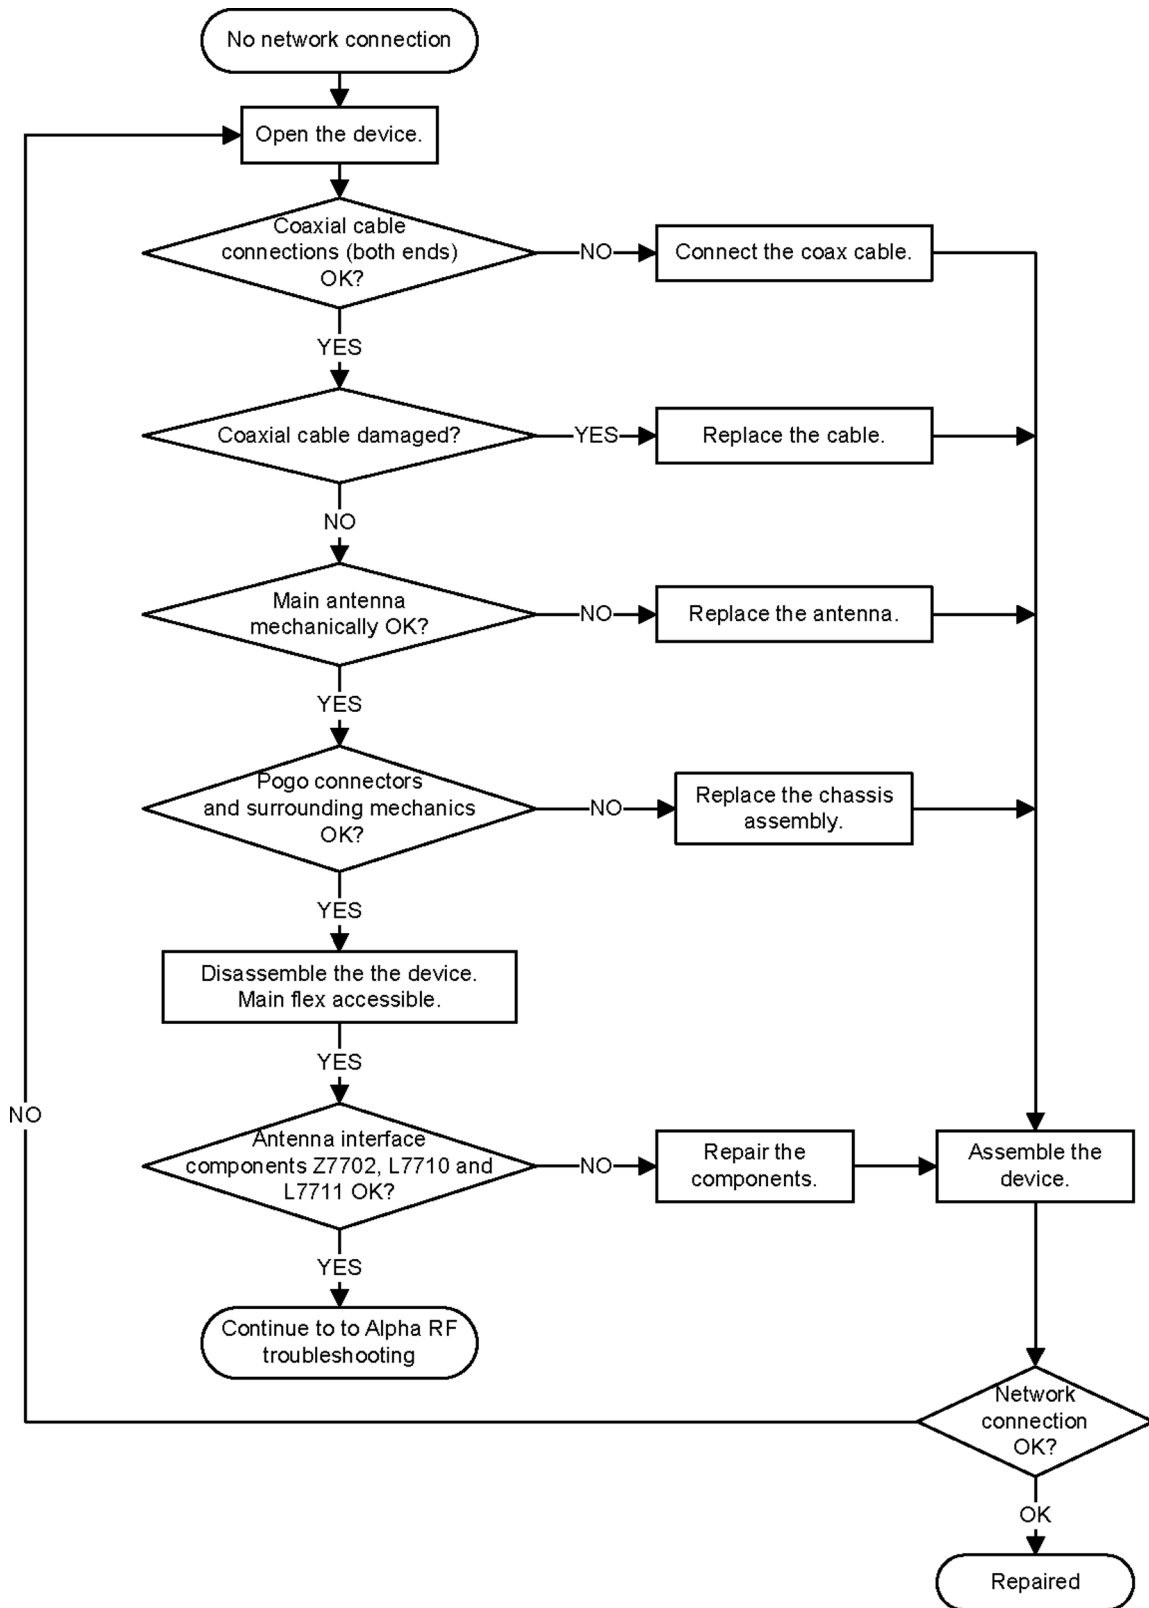 No network connection
Open the device.
Coaxial cable
connections (both ends)
OK?
NO
Connect the coax cable.
YES
Coaxial cable damaged?
YES
Replace the cable.
NO
Main antenna
mechanically OK?
NO
Replace the antenna.
YES
Pogo connectors
and surrounding mechanics
OK?
NO
Replace the chassis
assembly.
YES
Disassemble the the device.
Main flex accessible.
YES
NO
Antenna interface
components Z7702, L7710 and
L7711 OK?
NO
Repair the
components.
Assemble the
device.
YES
Continue to to Alpha RF
troubleshooting
Network
connection
OK?
OK
Repaired